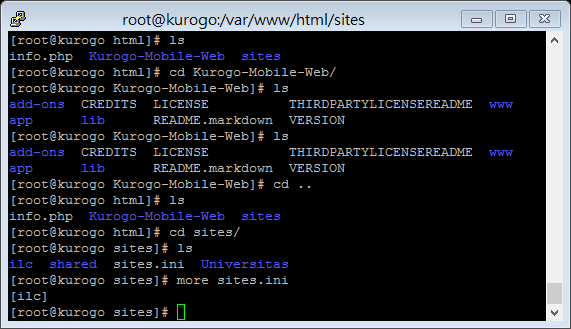 root@kurogo:/var/www/html/sites
[root@kurogo html]# ls
info.php  Kurogo-Mobile-Web  sites
[root@kurogo html]# cd Kurogo-Mobile-Web/
[root@kurogo Kurogo-Mobile-Web]# ls
add-ons  CREDITS  LICENSE          THIRDPARTYLICENSEREADME  www
app      lib      README.markdown  VERSION
[root@kurogo Kurogo-Mobile-Web]# ls
add-ons  CREDITS  LICENSE          THIRDPARTYLICENSEREADME  www
app      lib      README.markdown  VERSION
[root@kurogo Kurogo-Mobile-Web]# cd ..
[root@kurogo html]# ls
info.php  Kurogo-Mobile-Web  sites
[root@kurogo html]# cd sites/
[root@kurogo sites]# ls
ilc  shared  sites.ini  Universitas
[root@kurogo sites]# more sites.ini
[ilc]
[root@kurogo sites]#